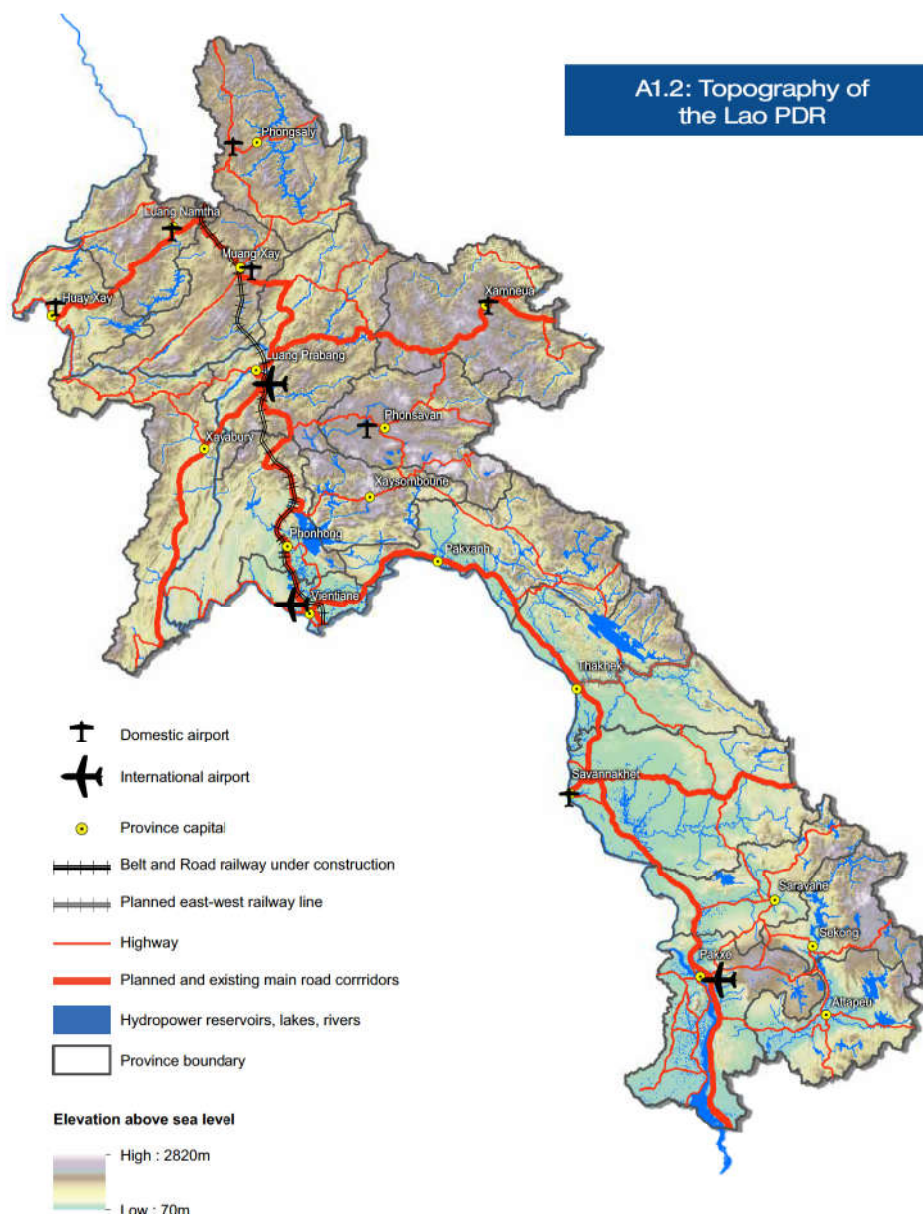 A1.2: Topography of
the Lao PDR
Phongsaly
Luang Namtha
Muang Xay
Huay Xay
Xamneua
Luang Prabang
Phonsavan
Xayabury
Xaysomboune
Phonhong
Pakxanh
Vientiane
Thakhek
Savannakhet
Saravahe
Sekong
Pakxe
Attapeu
Domestic airport
International airport
Province capital
Belt and Road railway under construction
Planned east-west railway line
Highway
Planned and existing main road corrridors
Hydropower reservoirs, lakes, rivers
Province boundary
Elevation above sea level
High : 2820m
Low : 70m